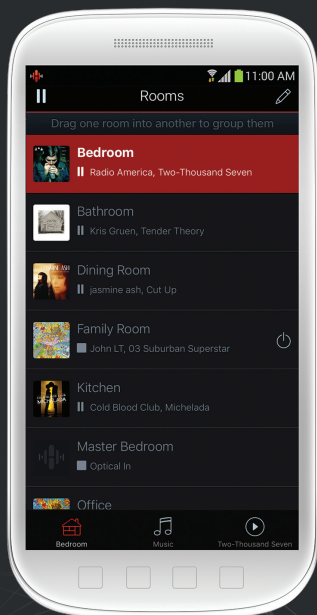 11:00 AM
Rooms
Drag one room into another to group them
Bedroom
Radio America, Two-Thousand Seven
Bathroom
Kris Gruen, Tender Theory
Dining Room
jasmine ash, Cut Up
Family Room
John LT, 03 Suburban Superstar
Kitchen
Cold Blood Club, Michelada
Master Bedroom
Optical In
Office
Bedroom
Music
Two-Thousand Seven